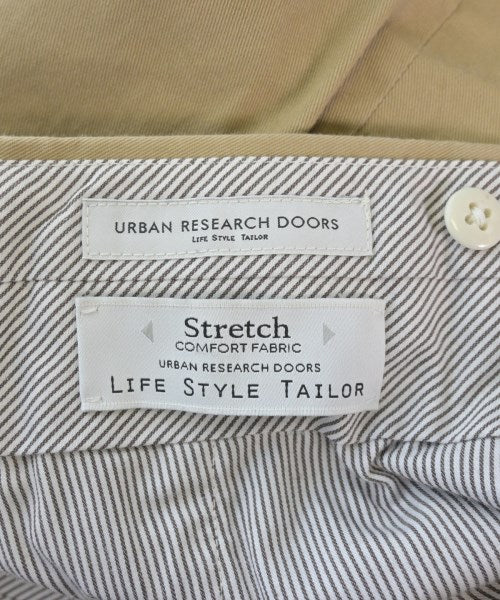 URBAN RESEARCH DOORS
LIFE STYLE TAILOR
Stretch
COMFORT FABRIC
URBAN RESEARCH DOORS
LIFE STYLE TAILOR